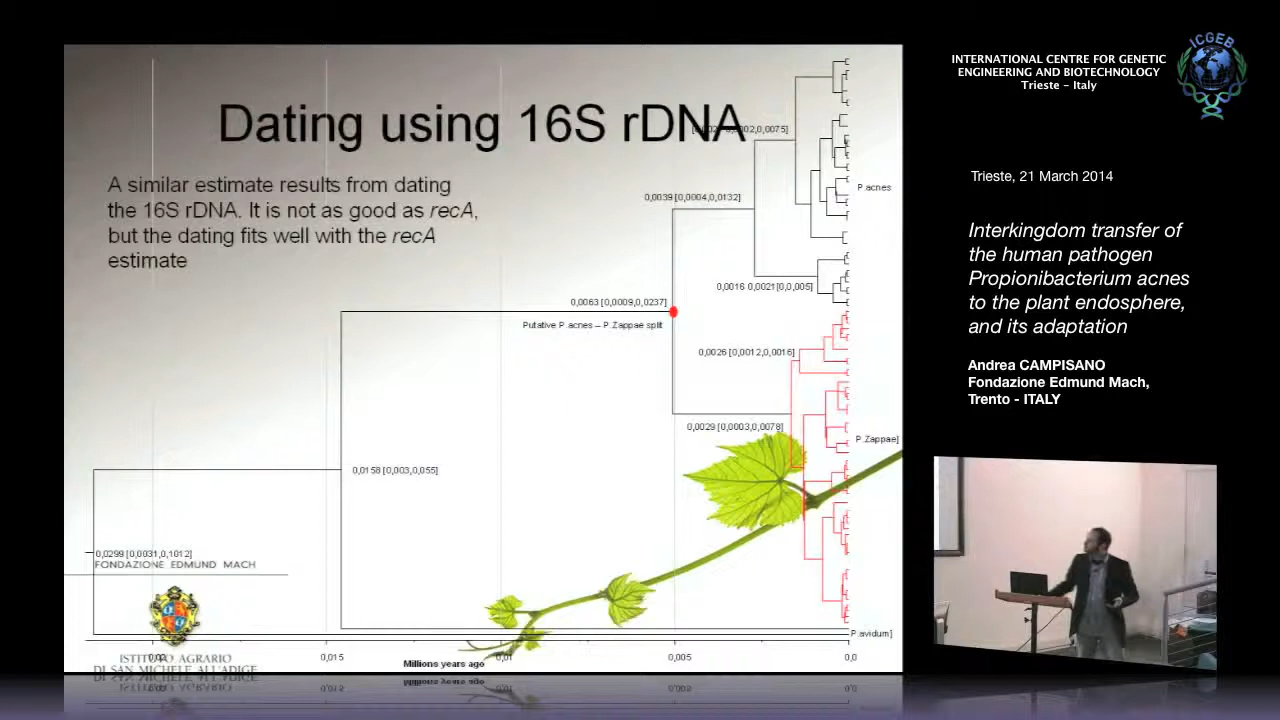 Dating using 16S rDNA
A similar estimate results from dating
the 16S rDNA. It is not as good as recA,
but the dating fits well with the recA
estimate
P.acnes
0,0039 [0,0004,0,0132]
0,0016 0,0021[0,0,005]
0,0063 [0,0009,0,0237]
Putative P.acnes – P.Zappae split
0,0026 [0,0012,0,0016]
0,0029 [0,0003,0,0078]
P.Zappae]
0,0158 [0,003,0,055]
0,0299 [0,0031,0,1012]
FONDAZIONE EDMUND MACH
P.avidum]
ISTITUTO AGRARIO
DI SAN MICHELE ALL'ADIGE
0,02
0,015
0,01
0,005
0,0
Millions years ago
INTERNATIONAL CENTRE FOR GENETIC
ENGINEERING AND BIOTECHNOLOGY
Trieste - Italy
ICGEB
Trieste, 21 March 2014
Interkingdom transfer of
the human pathogen
Propionibacterium acnes
to the plant endosphere,
and its adaptation
Andrea CAMPISANO
Fondazione Edmund Mach,
Trento - ITALY